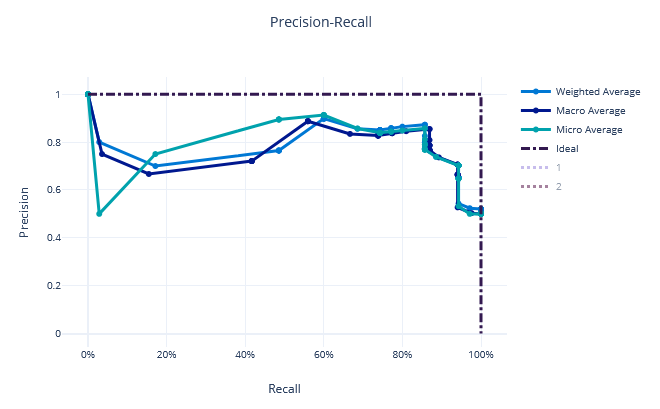 Precision-Recall
1
0.8
0.6
0.4
0.2
0
Precision
0%
20%
40%
60%
80%
100%
Recall
Weighted Average
Macro Average
Micro Average
Ideal
1
2